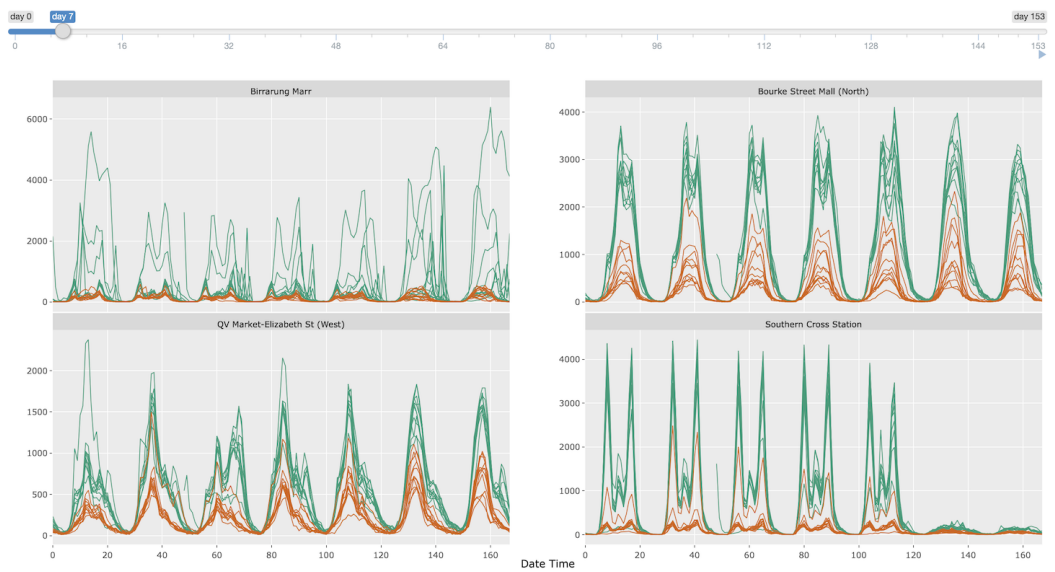 day 0 day 7 day 153
0 16 32 48 64 80 96 112 128 144 153
Birrarung Marr
6000
4000
2000
0
Bourke Street Mall (North)
4000
3000
2000
1000
0
QV Market-Elizabeth St (West)
2000
1500
1000
500
0
0 20 40 60 80 100 120 140 160
Southern Cross Station
4000
3000
2000
1000
0
0 20 40 60 80 100 120 140 160
Date Time